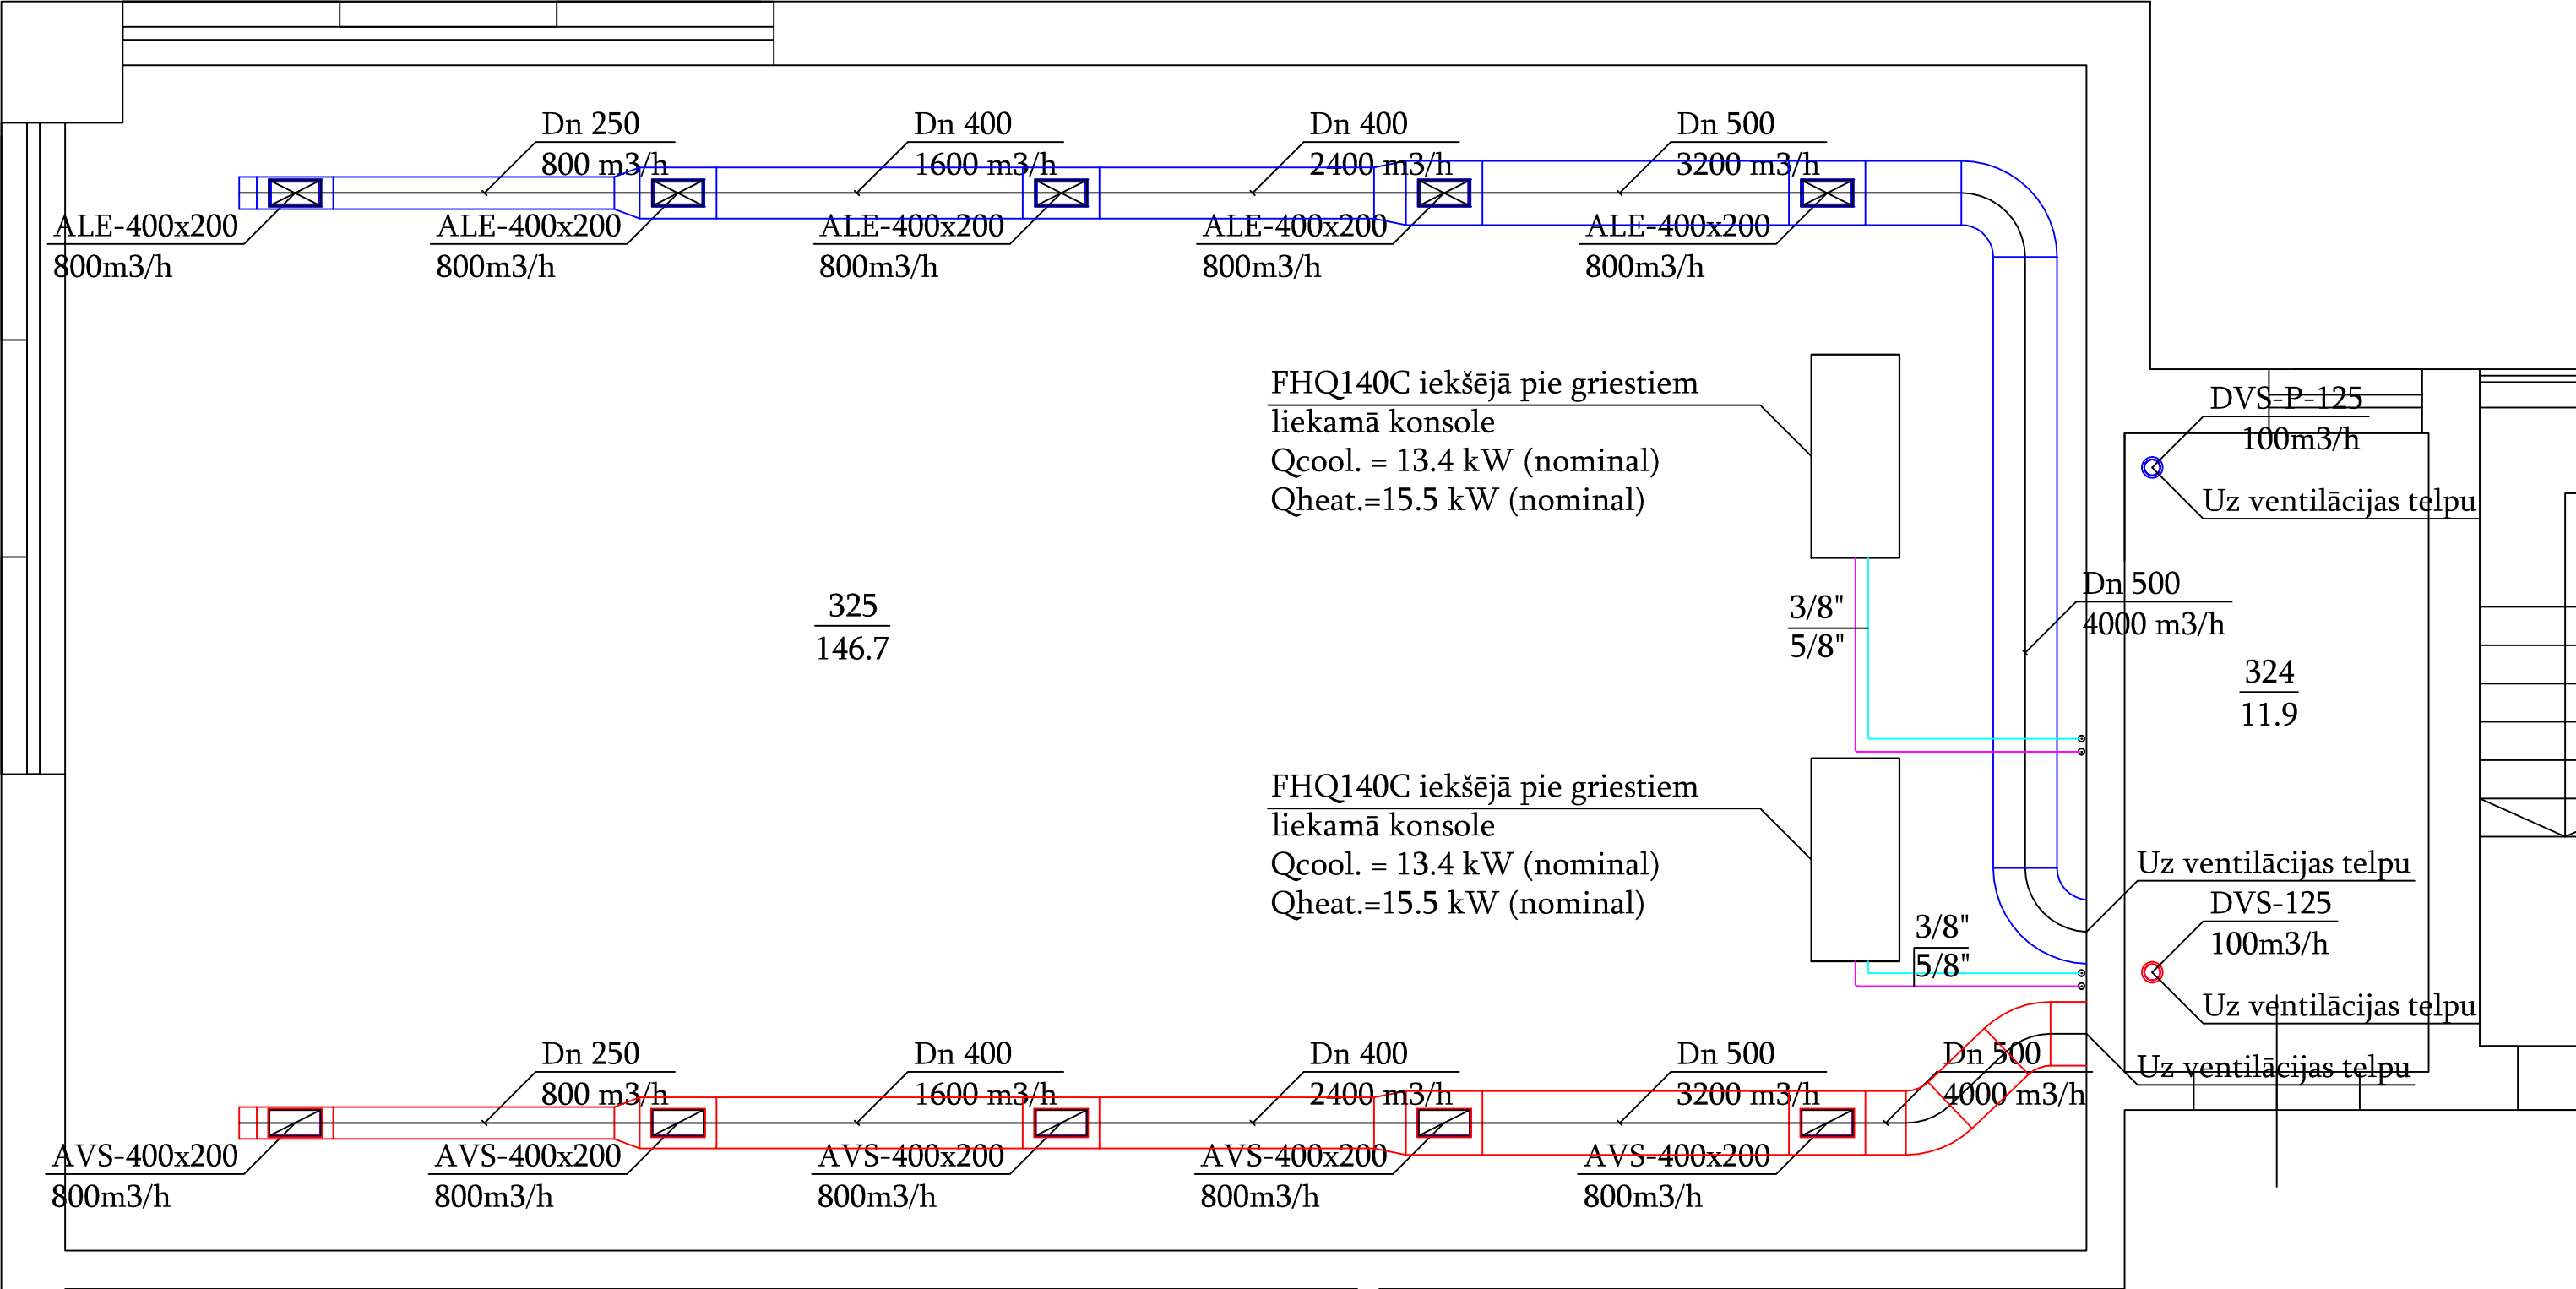 Dn 250
800 m3/h
Dn 400
1600 m3/h
Dn 400
2400 m3/h
Dn 500
3200 m3/h
ALE-400x200
800m3/h
ALE-400x200
800m3/h
ALE-400x200
800m3/h
ALE-400x200
800m3/h
ALE-400x200
800m3/h
FHQ140C iekšējā pie griestiem
liekamā konsole
Qcool. = 13.4 kW (nominal)
Qheat.=15.5 kW (nominal)
DVS-P-125
100m3/h
Uz ventilācijas telpu
325
146.7
3/8"
5/8"
Dn 500
4000 m3/h
324
11.9
FHQ140C iekšējā pie griestiem
liekamā konsole
Qcool. = 13.4 kW (nominal)
Qheat.=15.5 kW (nominal)
3/8"
5/8"
Uz ventilācijas telpu
DVS-125
100m3/h
Uz ventilācijas telpu
Uz ventilācijas telpu
Dn 250
800 m3/h
Dn 400
1600 m3/h
Dn 400
2400 m3/h
Dn 500
3200 m3/h
Dn 500
4000 m3/h
AVS-400x200
800m3/h
AVS-400x200
800m3/h
AVS-400x200
800m3/h
AVS-400x200
800m3/h
AVS-400x200
800m3/h